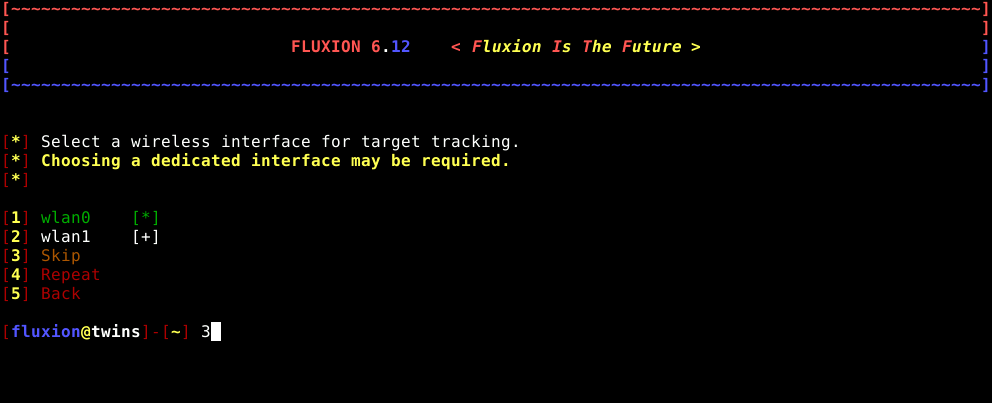 [~~~~~~~~~~~~~~~~~~~~~~~~~~~~~~~~~~~~~~~~~~~~~~~~~~~~~~~~~~~~~~~~~~~~~~~~~~~~~~~~~~~~~~~~~~~~~~~~~]
[ ]
[ FLUXION 6.12 < Fluxion Is The Future > ]
[ ]
[~~~~~~~~~~~~~~~~~~~~~~~~~~~~~~~~~~~~~~~~~~~~~~~~~~~~~~~~~~~~~~~~~~~~~~~~~~~~~~~~~~~~~~~~~~~~~~~~~]
[*] Select a wireless interface for target tracking.
[*] Choosing a dedicated interface may be required.
[*]
[1] wlan0 [*]
[2] wlan1 [+]
[3] Skip
[4] Repeat
[5] Back
[fluxion@twins]-[~] 3